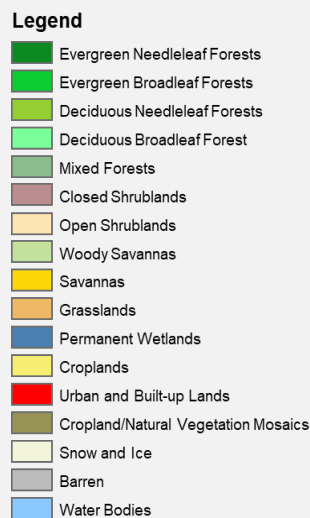 Legend
Evergreen Needleleaf Forests
Evergreen Broadleaf Forests
Deciduous Needleleaf Forests
Deciduous Broadleaf Forest
Mixed Forests
Closed Shrublands
Open Shrublands
Woody Savannas
Savannas
Grasslands
Permanent Wetlands
Croplands
Urban and Built-up Lands
Cropland/Natural Vegetation Mosaics
Snow and Ice
Barren
Water Bodies